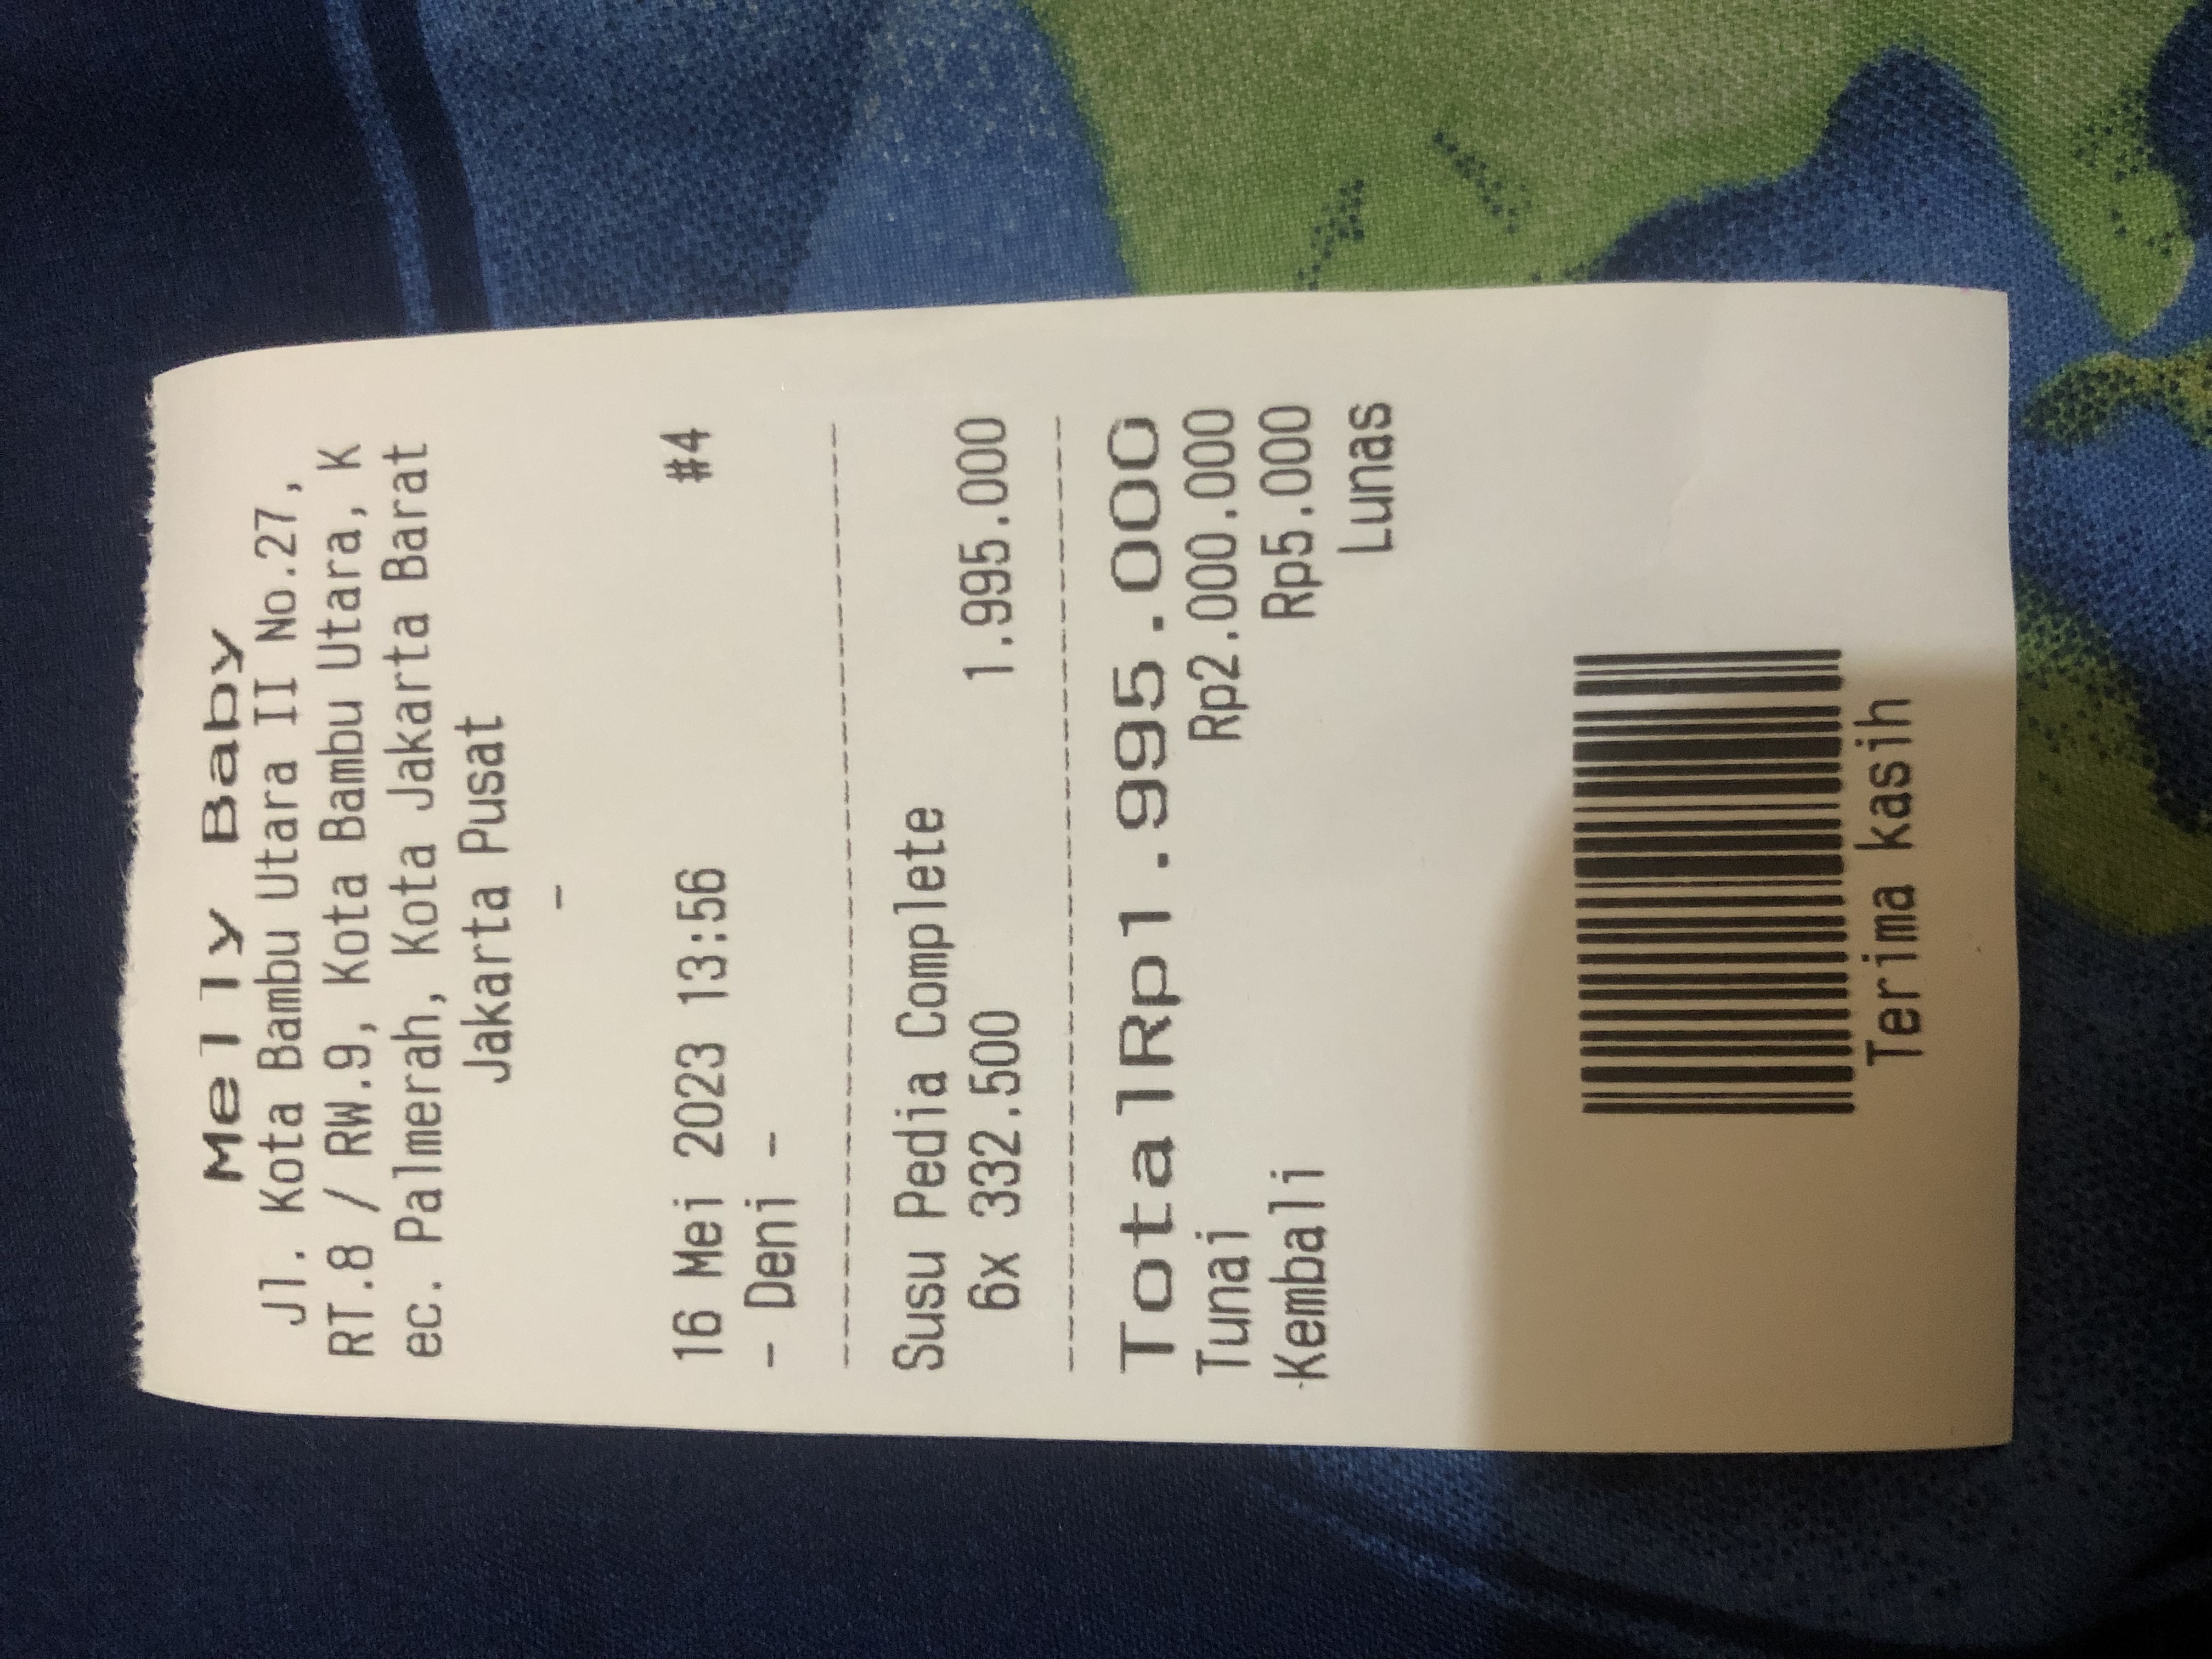 Melly Baby
Jl. Kota Bambu Utara II No.27,
RT.8 / RW.9, Kota Bambu Utara, K
ec. Palmerah, Kota Jakarta Barat
Jakarta Pusat
-
16 Mei 2023 13:56 #4
- Deni -
Susu Pedia Complete
6x 332.500 1.995.000
TotalRp1.995.000
Tunai Rp2.000.000
Kembali Rp5.000
Lunas
Terima kasih